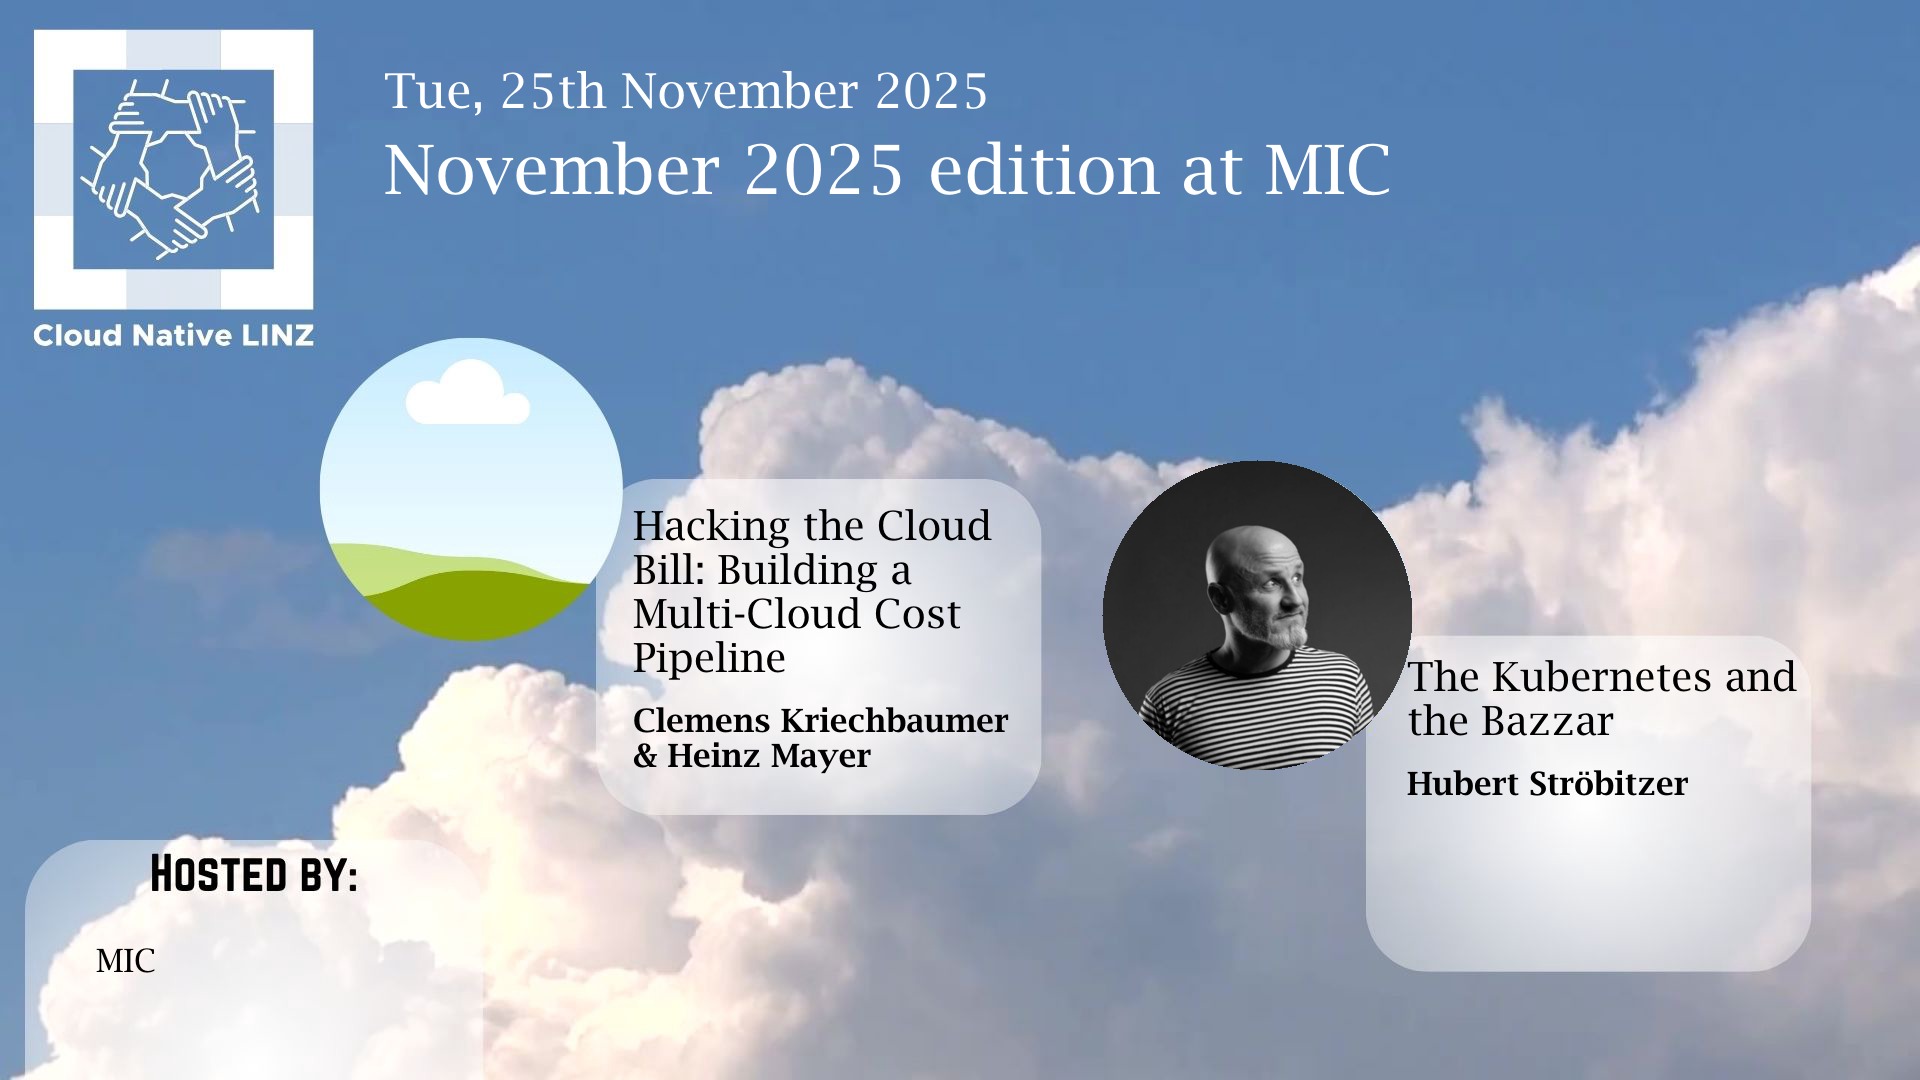 Cloud Native LINZ
Tue, 25th November 2025
November 2025 edition at MIC
Hacking the Cloud
Bill: Building a
Multi-Cloud Cost
Pipeline
Clemens Kriechbaumer
& Heinz Mayer
The Kubernetes and
the Bazzar
Hubert Ströbitzer
HOSTED BY:
MIC